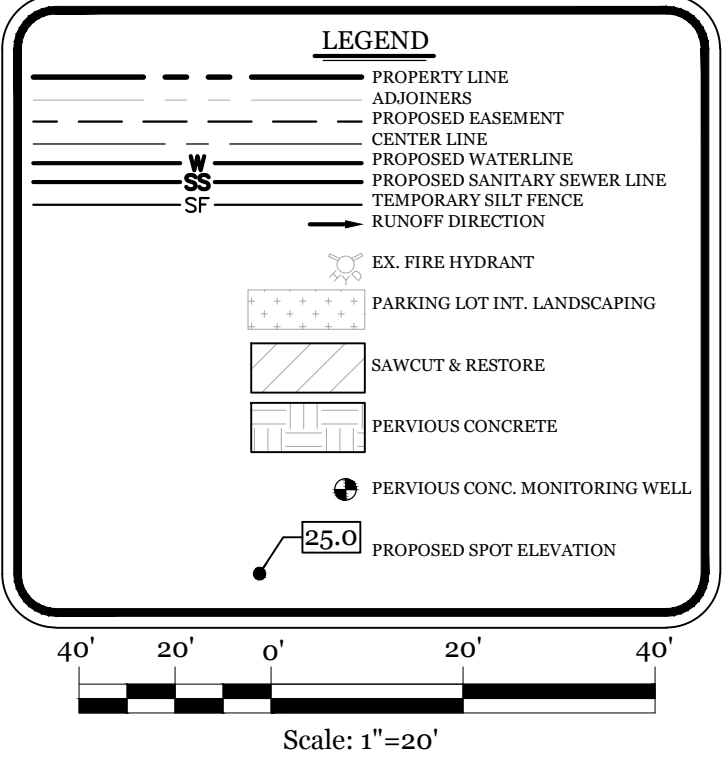 LEGEND
PROPERTY LINE
ADJOINERS
PROPOSED EASEMENT
CENTER LINE
W PROPOSED WATERLINE
SS PROPOSED SANITARY SEWER LINE
SF TEMPORARY SILT FENCE
RUNOFF DIRECTION
HYD EX. FIRE HYDRANT
PARKING LOT INT. LANDSCAPING
SAWCUT & RESTORE
PERVIOUS CONCRETE
PERVIOUS CONC. MONITORING WELL
25.0 PROPOSED SPOT ELEVATION
40' 20' 0' 20' 40'
Scale: 1"=20'